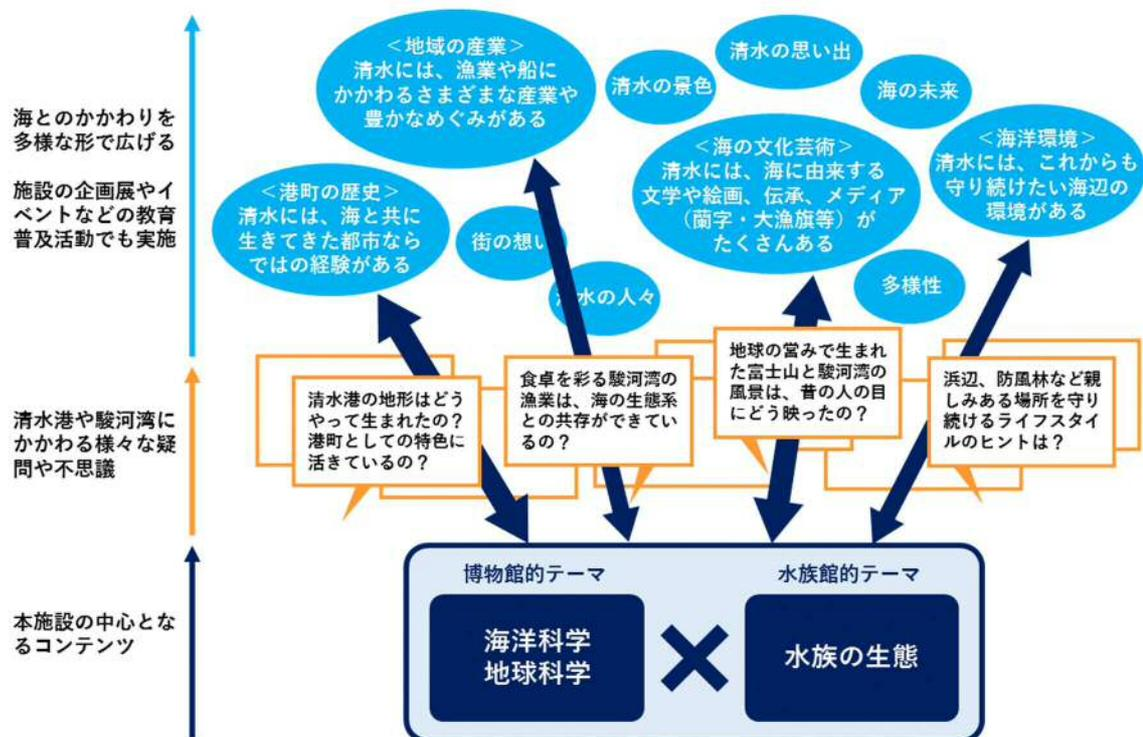 海とのかかわりを
多様な形で広げる
施設の企画展やイ
ベントなどの教育
普及活動でも実施
＜地域の産業＞
清水には、漁業や船に
かかわるさまざまな産業や
豊かなめぐみがある
清水の景色
清水の思い出
海の未来
＜港町の歴史＞
清水には、海と共に
生きてきた都市なら
ではの経験がある
街の想い
水の人々
＜海の文化芸術＞
清水には、海に由来する
文学や絵画、伝承、メディア
（蘭字・大漁旗等）が
たくさんある
＜海洋環境＞
清水には、これからも
守り続けたい海辺の
環境がある
多様性
清水港や駿河湾に
かかわる様々な疑
問や不思議
清水港の地形はどう
やって生まれたの？
港町としての特色に
活きているの？
食卓を彩る駿河湾の
漁業は、海の生態系
との共存ができてい
るの？
地球の営みで生まれ
た富士山と駿河湾の
風景は、昔の人の目
にどう映ったの？
浜辺、防風林など親
しみある場所を守り
続けるライフスタイ
ルのヒントは？
本施設の中心とな
るコンテンツ
博物館的テーマ
海洋科学
地球科学
水族館的テーマ
水族の生態